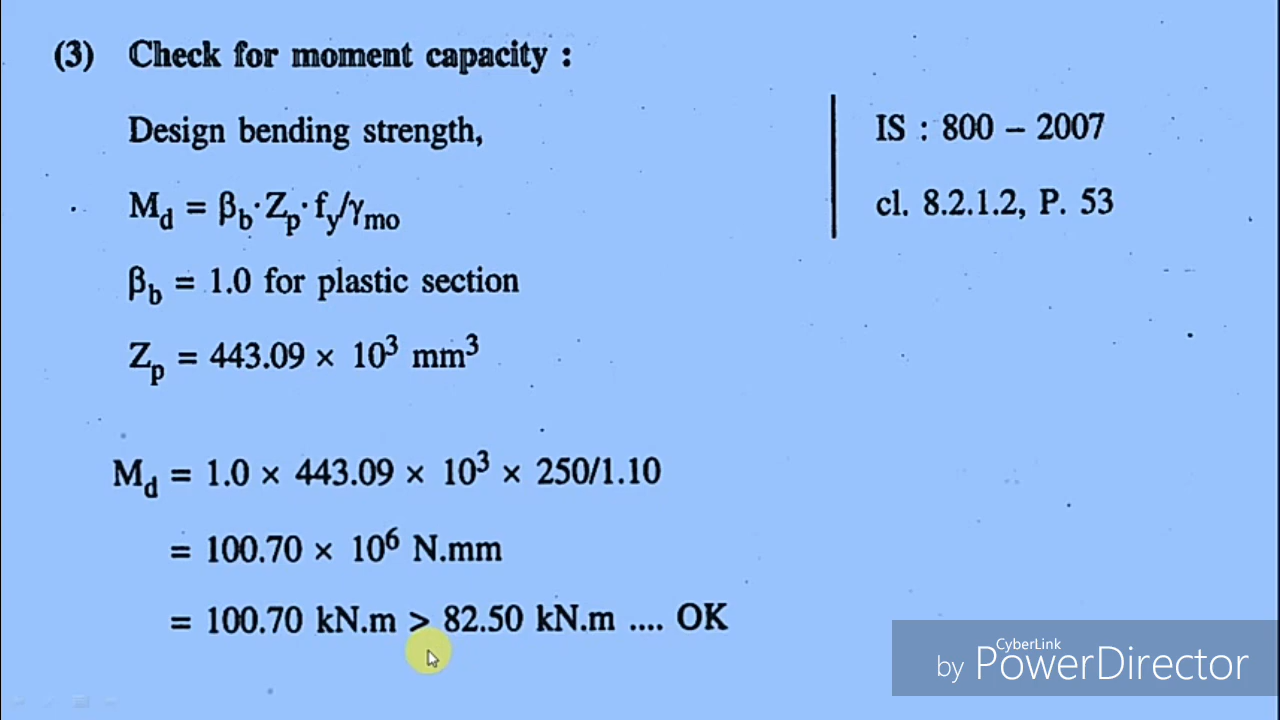 (3) Check for moment capacity :
Design bending strength,
IS : 800 – 2007
M_d = β_b · Z_p · f_y/γ_mo
cl. 8.2.1.2, P. 53
β_b = 1.0 for plastic section
Z_p = 443.09 × 10³ mm³
M_d = 1.0 × 443.09 × 10³ × 250/1.10
= 100.70 × 10⁶ N.mm
= 100.70 kN.m > 82.50 kN.m .... OK
CyberLink
by PowerDirector